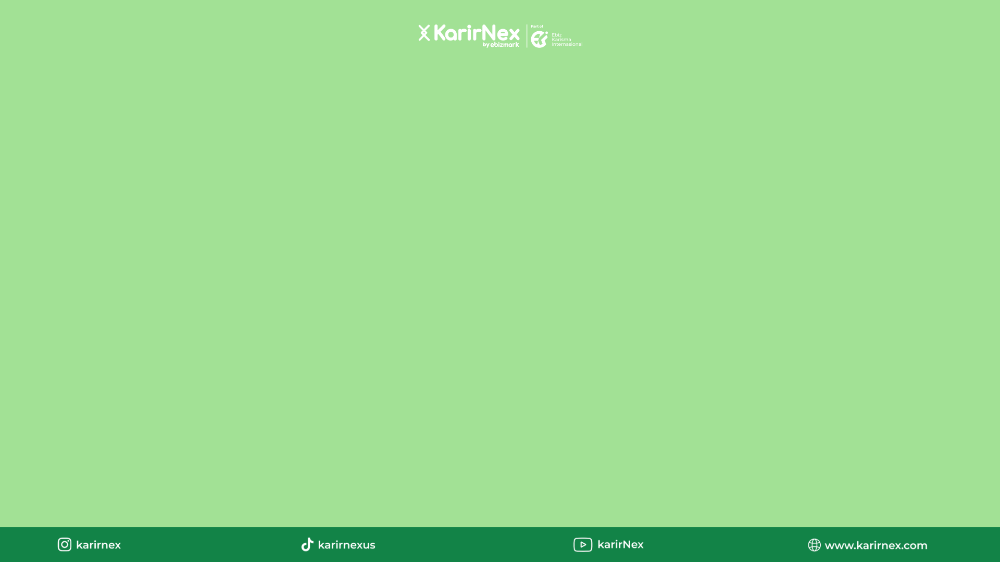 KarirNex
by ebizmark
Part of
Ebiz
Karisma
Internasional
karirnex
karirnexus
karirNex
www.karirnex.com